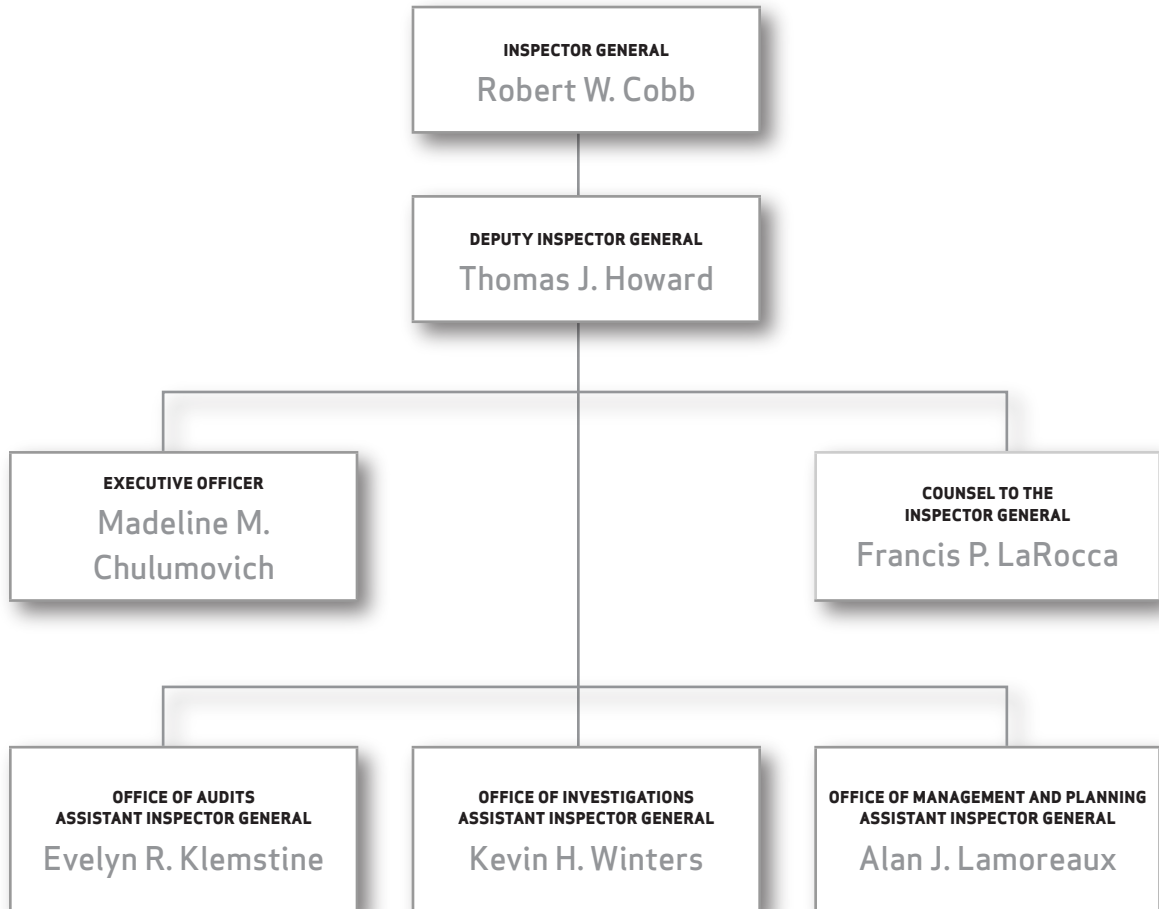 INSPECTOR GENERAL
Robert W. Cobb
DEPUTY INSPECTOR GENERAL
Thomas J. Howard
EXECUTIVE OFFICER
Madeline M.
Chulumovich
COUNSEL TO THE
INSPECTOR GENERAL
Francis P. LaRocca
OFFICE OF AUDITS
ASSISTANT INSPECTOR GENERAL
Evelyn R. Klemstine
OFFICE OF INVESTIGATIONS
ASSISTANT INSPECTOR GENERAL
Kevin H. Winters
OFFICE OF MANAGEMENT AND PLANNING
ASSISTANT INSPECTOR GENERAL
Alan J. Lamoreaux